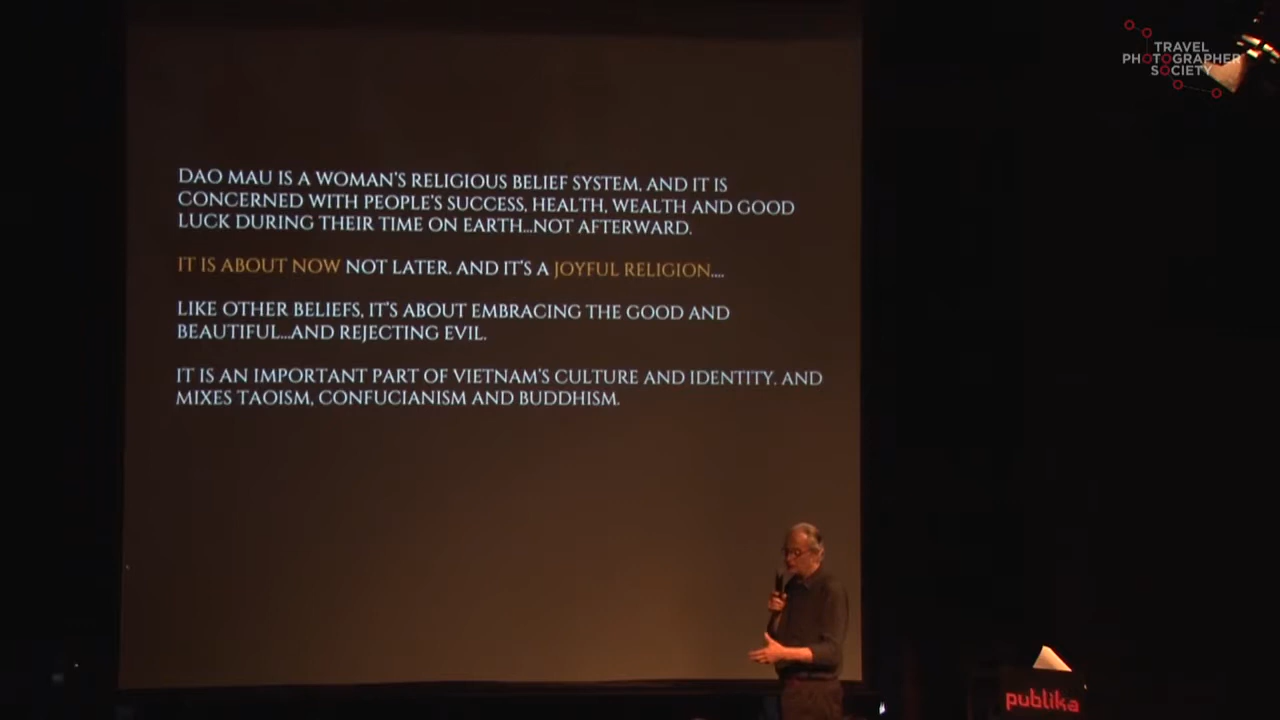 TRAVEL
PHOTOGRAPHER
SOCIETY
DAO MAU IS A WOMAN'S RELIGIOUS BELIEF SYSTEM, AND IT IS
CONCERNED WITH PEOPLE'S SUCCESS, HEALTH, WEALTH AND GOOD
LUCK DURING THEIR TIME ON EARTH...NOT AFTERWARD.
IT IS ABOUT NOW NOT LATER. AND IT'S A JOYFUL RELIGION....
LIKE OTHER BELIEFS, IT'S ABOUT EMBRACING THE GOOD AND
BEAUTIFUL...AND REJECTING EVIL.
IT IS AN IMPORTANT PART OF VIETNAM'S CULTURE AND IDENTITY. AND
MIXES TAOISM, CONFUCIANISM AND BUDDHISM.
publika